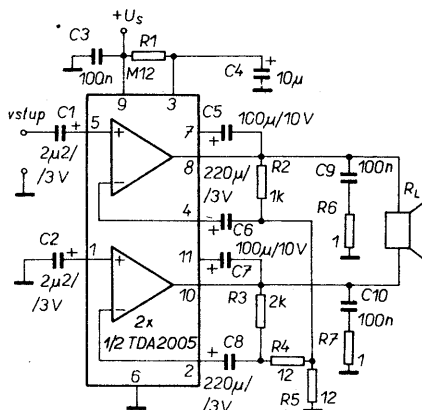 +Us
C3
R1
100n
M12
C4
+
10µ
9
3
C5
vstup
C1
+
5
+
7
+
100µ/10V
8
2µ2
/3V
220µ/
/3V
R2
1k
C9
100n
RL
4
+
C6
R6
1
100µ/10V
C2
+
1
+
11
+
C7
2µ2
/3V
10
R3
2k
C10
100n
2x
1/2 TDA2005
C8
R4
12
R7
1
6
2
+
220µ/
/3V
R5
12